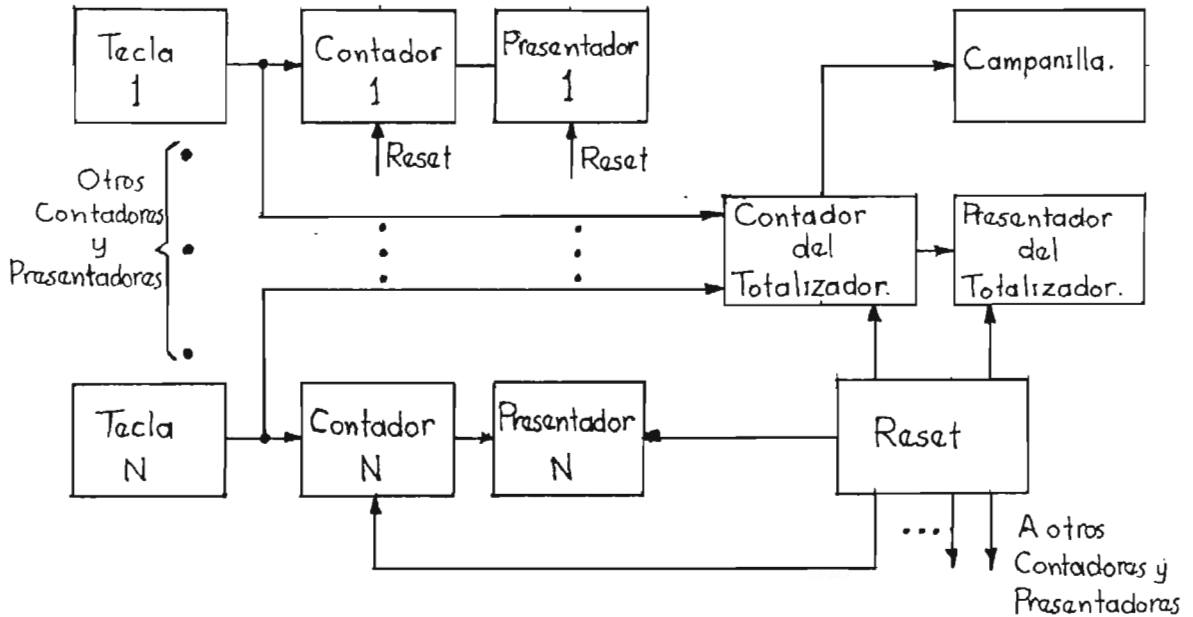 Tecla
1
Contador
1
Presentador
1
Campanilla.
Reset
Reset
Otros
Contadores
y
Presentadores
Contador
del
Totalizador.
Presentador
del
Totalizador.
Tecla
N
Contador
N
Presentador
N
Reset
A otros
Contadores y
Presentadores